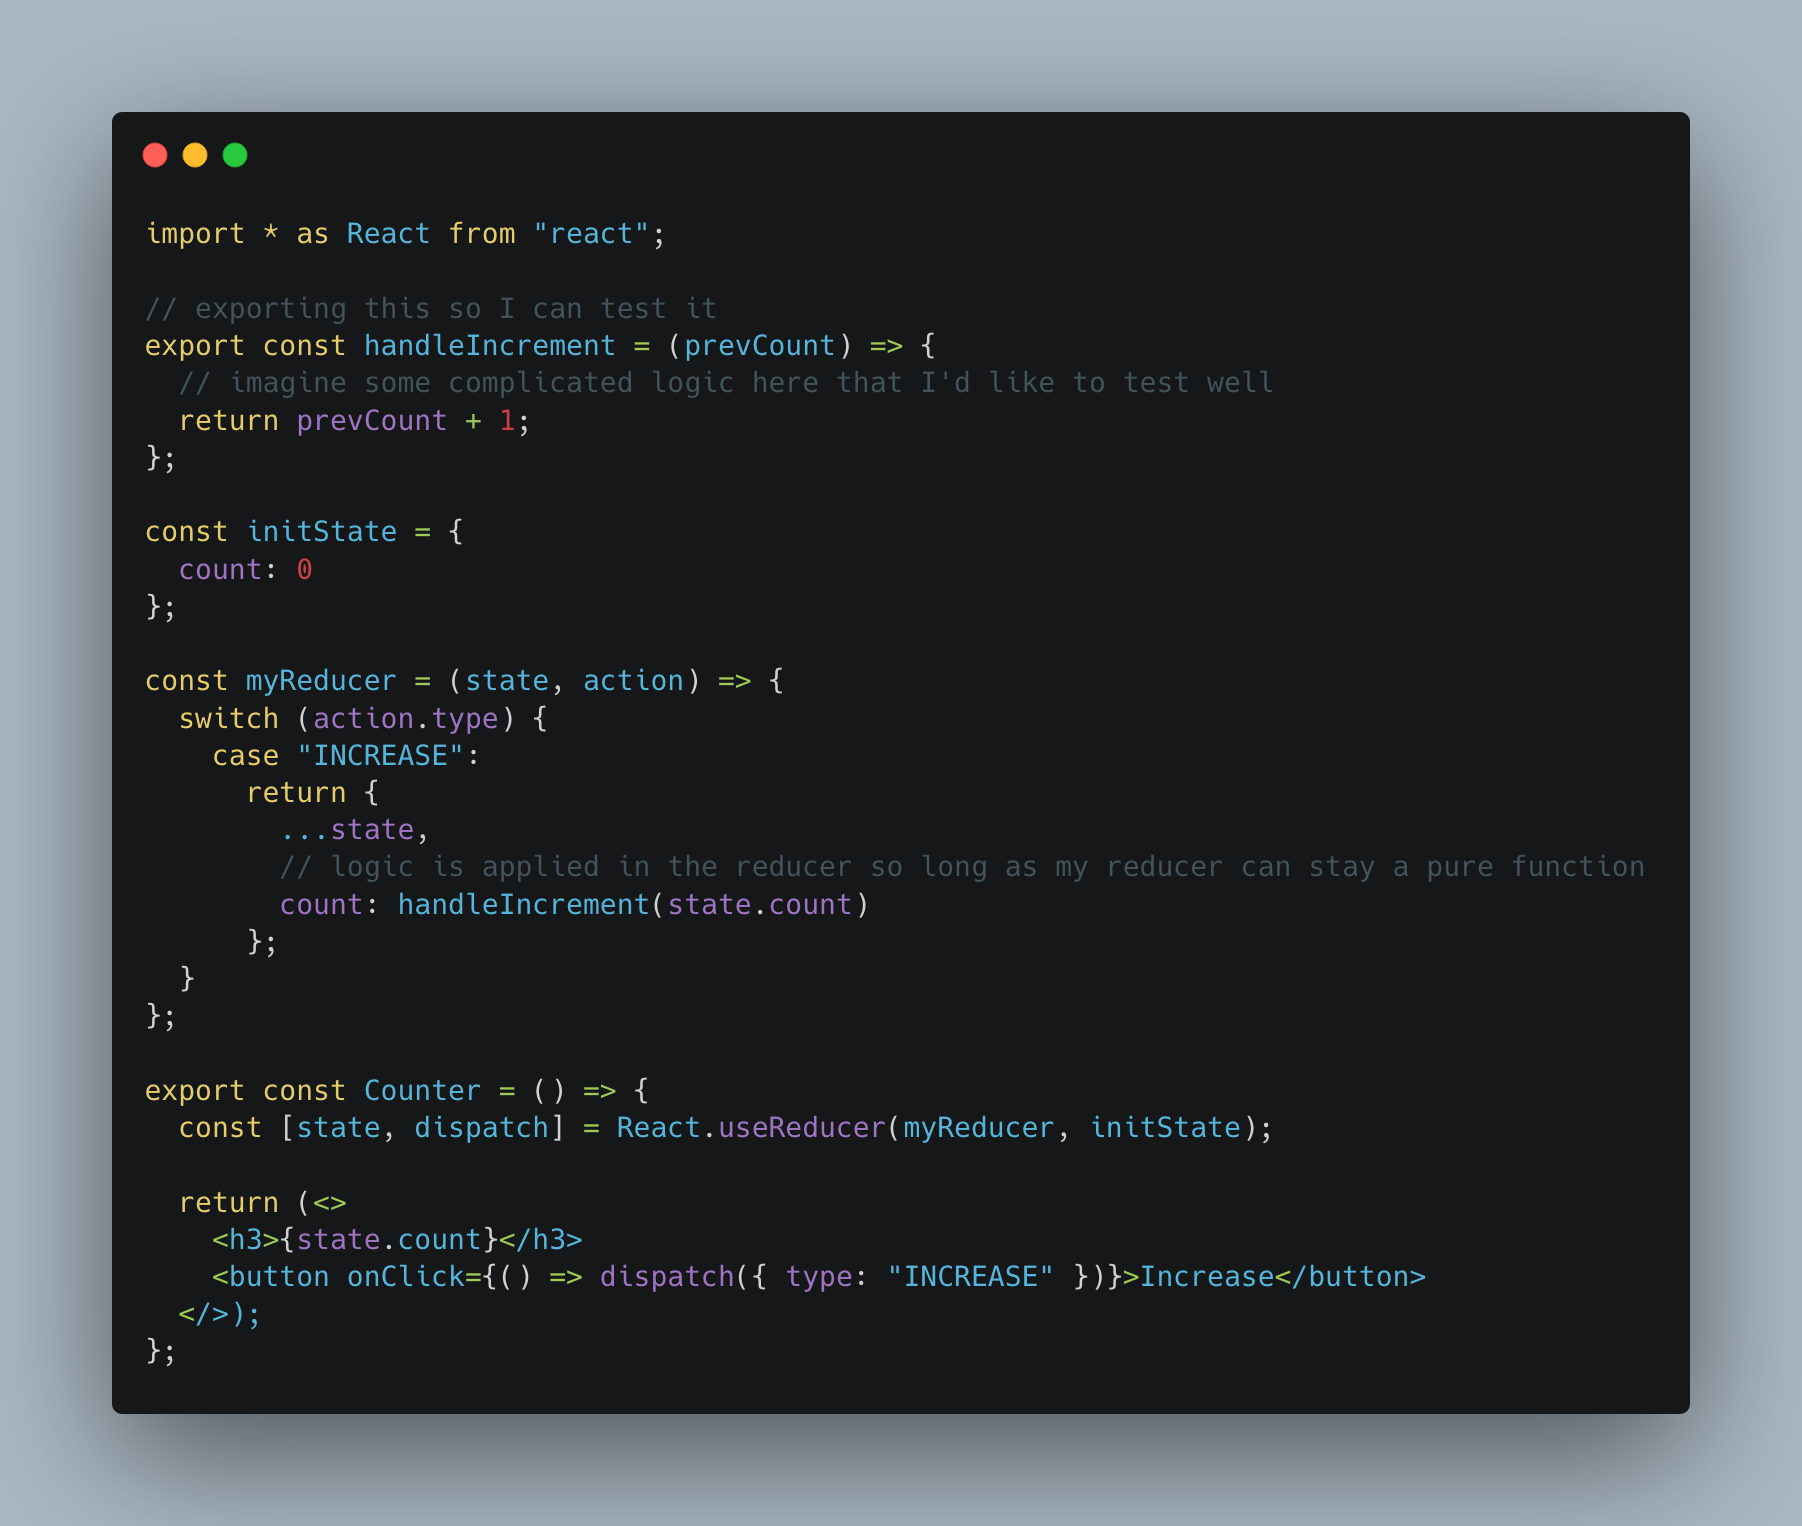 import * as React from "react";

// exporting this so I can test it
export const handleIncrement = (prevCount) => {
  // imagine some complicated logic here that I'd like to test well
  return prevCount + 1;
};

const initState = {
  count: 0
};

const myReducer = (state, action) => {
  switch (action.type) {
    case "INCREASE":
      return {
        ...state,
        // logic is applied in the reducer so long as my reducer can stay a pure function
        count: handleIncrement(state.count)
      };
  }
};

export const Counter = () => {
  const [state, dispatch] = React.useReducer(myReducer, initState);

  return (<>
    <h3>{state.count}</h3>
    <button onClick={() => dispatch({ type: "INCREASE" })}>Increase</button>
  </>);
};